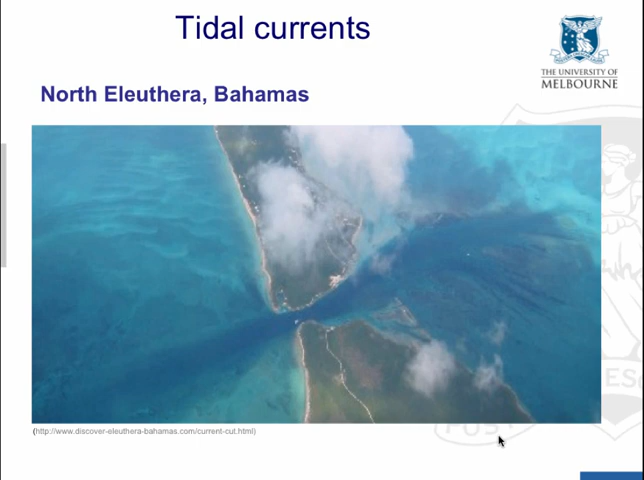 Tidal currents
THE UNIVERSITY OF
MELBOURNE
North Eleuthera, Bahamas
(http://www.discover-eleuthera-bahamas.com/current-cut.html)